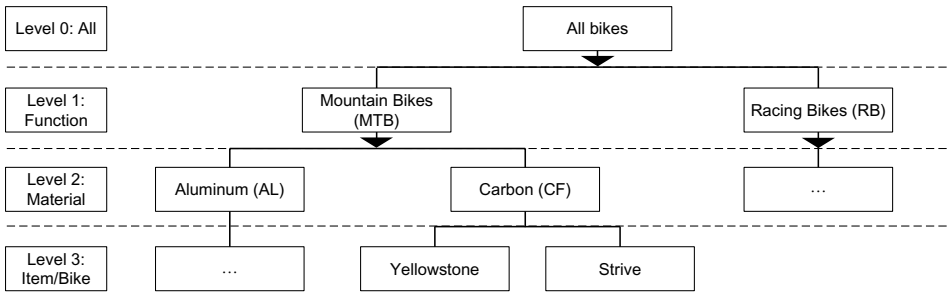 Level 0: All
All bikes
Level 1:
Function
Mountain Bikes
(MTB)
Racing Bikes (RB)
Level 2:
Material
Aluminum (AL)
Carbon (CF)
…
Level 3:
Item/Bike
…
Yellowstone
Strive